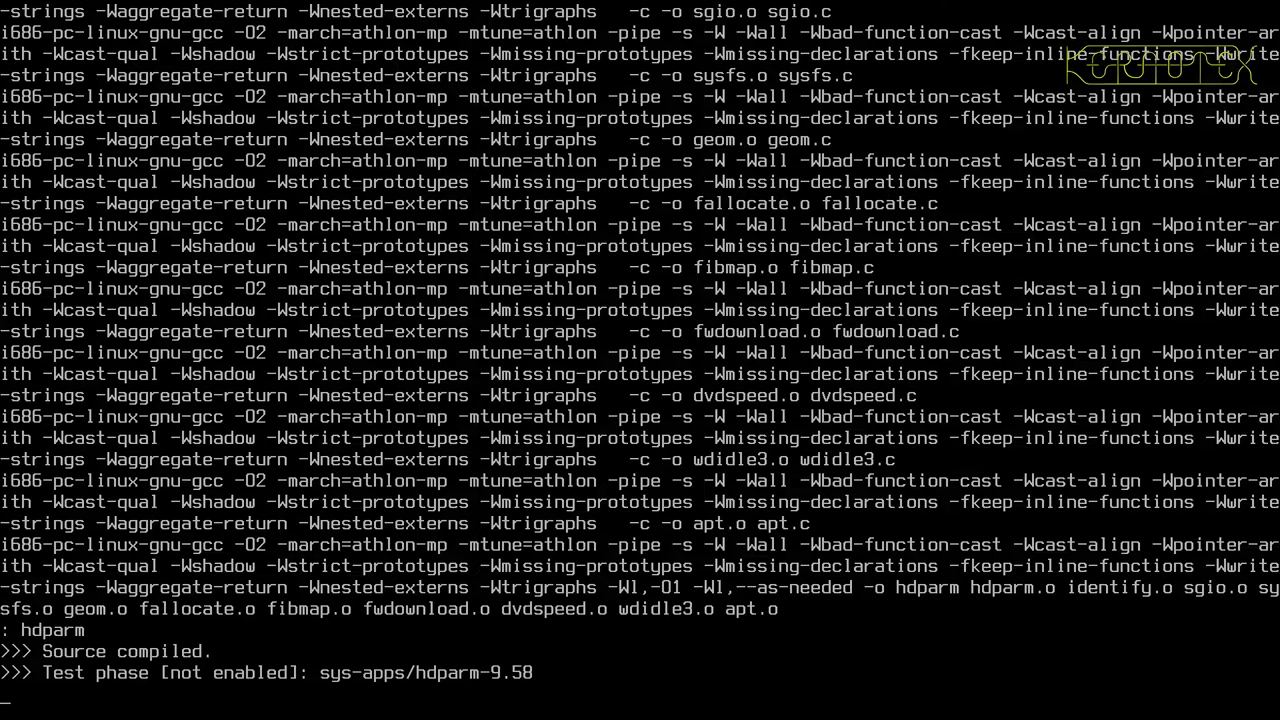 -strings -Waggregate-return -Wnested-externs -Wtrigraphs   -c -o sgio.o sgio.c
i686-pc-linux-gnu-gcc -O2 -march=athlon-mp -mtune=athlon -pipe -s -W -Wall -Wbad-function-cast -Wcast-align -Wpointer-ar
ith -Wcast-qual -Wshadow -Wstrict-prototypes -Wmissing-prototypes -Wmissing-declarations -fkeep-inline-functions -Wwrite
-strings -Waggregate-return -Wnested-externs -Wtrigraphs   -c -o sysfs.o sysfs.c
i686-pc-linux-gnu-gcc -O2 -march=athlon-mp -mtune=athlon -pipe -s -W -Wall -Wbad-function-cast -Wcast-align -Wpointer-ar
ith -Wcast-qual -Wshadow -Wstrict-prototypes -Wmissing-prototypes -Wmissing-declarations -fkeep-inline-functions -Wwrite
-strings -Waggregate-return -Wnested-externs -Wtrigraphs   -c -o geom.o geom.c
i686-pc-linux-gnu-gcc -O2 -march=athlon-mp -mtune=athlon -pipe -s -W -Wall -Wbad-function-cast -Wcast-align -Wpointer-ar
ith -Wcast-qual -Wshadow -Wstrict-prototypes -Wmissing-prototypes -Wmissing-declarations -fkeep-inline-functions -Wwrite
-strings -Waggregate-return -Wnested-externs -Wtrigraphs   -c -o fallocate.o fallocate.c
i686-pc-linux-gnu-gcc -O2 -march=athlon-mp -mtune=athlon -pipe -s -W -Wall -Wbad-function-cast -Wcast-align -Wpointer-ar
ith -Wcast-qual -Wshadow -Wstrict-prototypes -Wmissing-prototypes -Wmissing-declarations -fkeep-inline-functions -Wwrite
-strings -Waggregate-return -Wnested-externs -Wtrigraphs   -c -o fibmap.o fibmap.c
i686-pc-linux-gnu-gcc -O2 -march=athlon-mp -mtune=athlon -pipe -s -W -Wall -Wbad-function-cast -Wcast-align -Wpointer-ar
ith -Wcast-qual -Wshadow -Wstrict-prototypes -Wmissing-prototypes -Wmissing-declarations -fkeep-inline-functions -Wwrite
-strings -Waggregate-return -Wnested-externs -Wtrigraphs   -c -o fwdownload.o fwdownload.c
i686-pc-linux-gnu-gcc -O2 -march=athlon-mp -mtune=athlon -pipe -s -W -Wall -Wbad-function-cast -Wcast-align -Wpointer-ar
ith -Wcast-qual -Wshadow -Wstrict-prototypes -Wmissing-prototypes -Wmissing-declarations -fkeep-inline-functions -Wwrite
-strings -Waggregate-return -Wnested-externs -Wtrigraphs   -c -o dvdspeed.o dvdspeed.c
i686-pc-linux-gnu-gcc -O2 -march=athlon-mp -mtune=athlon -pipe -s -W -Wall -Wbad-function-cast -Wcast-align -Wpointer-ar
ith -Wcast-qual -Wshadow -Wstrict-prototypes -Wmissing-prototypes -Wmissing-declarations -fkeep-inline-functions -Wwrite
-strings -Waggregate-return -Wnested-externs -Wtrigraphs   -c -o wdidle3.o wdidle3.c
i686-pc-linux-gnu-gcc -O2 -march=athlon-mp -mtune=athlon -pipe -s -W -Wall -Wbad-function-cast -Wcast-align -Wpointer-ar
ith -Wcast-qual -Wshadow -Wstrict-prototypes -Wmissing-prototypes -Wmissing-declarations -fkeep-inline-functions -Wwrite
-strings -Waggregate-return -Wnested-externs -Wtrigraphs   -c -o apt.o apt.c
i686-pc-linux-gnu-gcc -O2 -march=athlon-mp -mtune=athlon -pipe -s -W -Wall -Wbad-function-cast -Wcast-align -Wpointer-ar
ith -Wcast-qual -Wshadow -Wstrict-prototypes -Wmissing-prototypes -Wmissing-declarations -fkeep-inline-functions -Wwrite
-strings -Waggregate-return -Wnested-externs -Wtrigraphs -Wl,-O1 -Wl,--as-needed -o hdparm hdparm.o identify.o sgio.o sy
sfs.o geom.o fallocate.o fibmap.o fwdownload.o dvdspeed.o wdidle3.o apt.o
: hdparm
>>> Source compiled.
>>> Test phase [not enabled]: sys-apps/hdparm-9.58
_